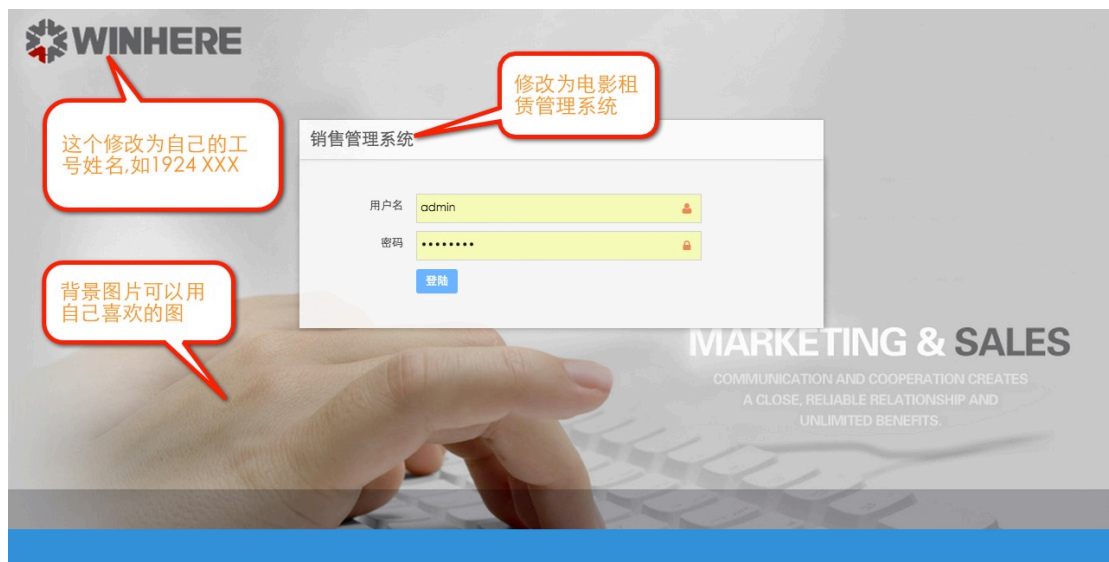 WINHERE
修改为电影租
赁管理系统
这个修改为自己的工
号姓名,如1924 XXX
销售管理系统
用户名 admin
密码 ••••••••
登陆
背景图片可以用
自己喜欢的图
MARKETING & SALES
COMMUNICATION AND COOPERATION CREATES
A CLOSE, RELIABLE RELATIONSHIP AND
UNLIMITED BENEFITS.